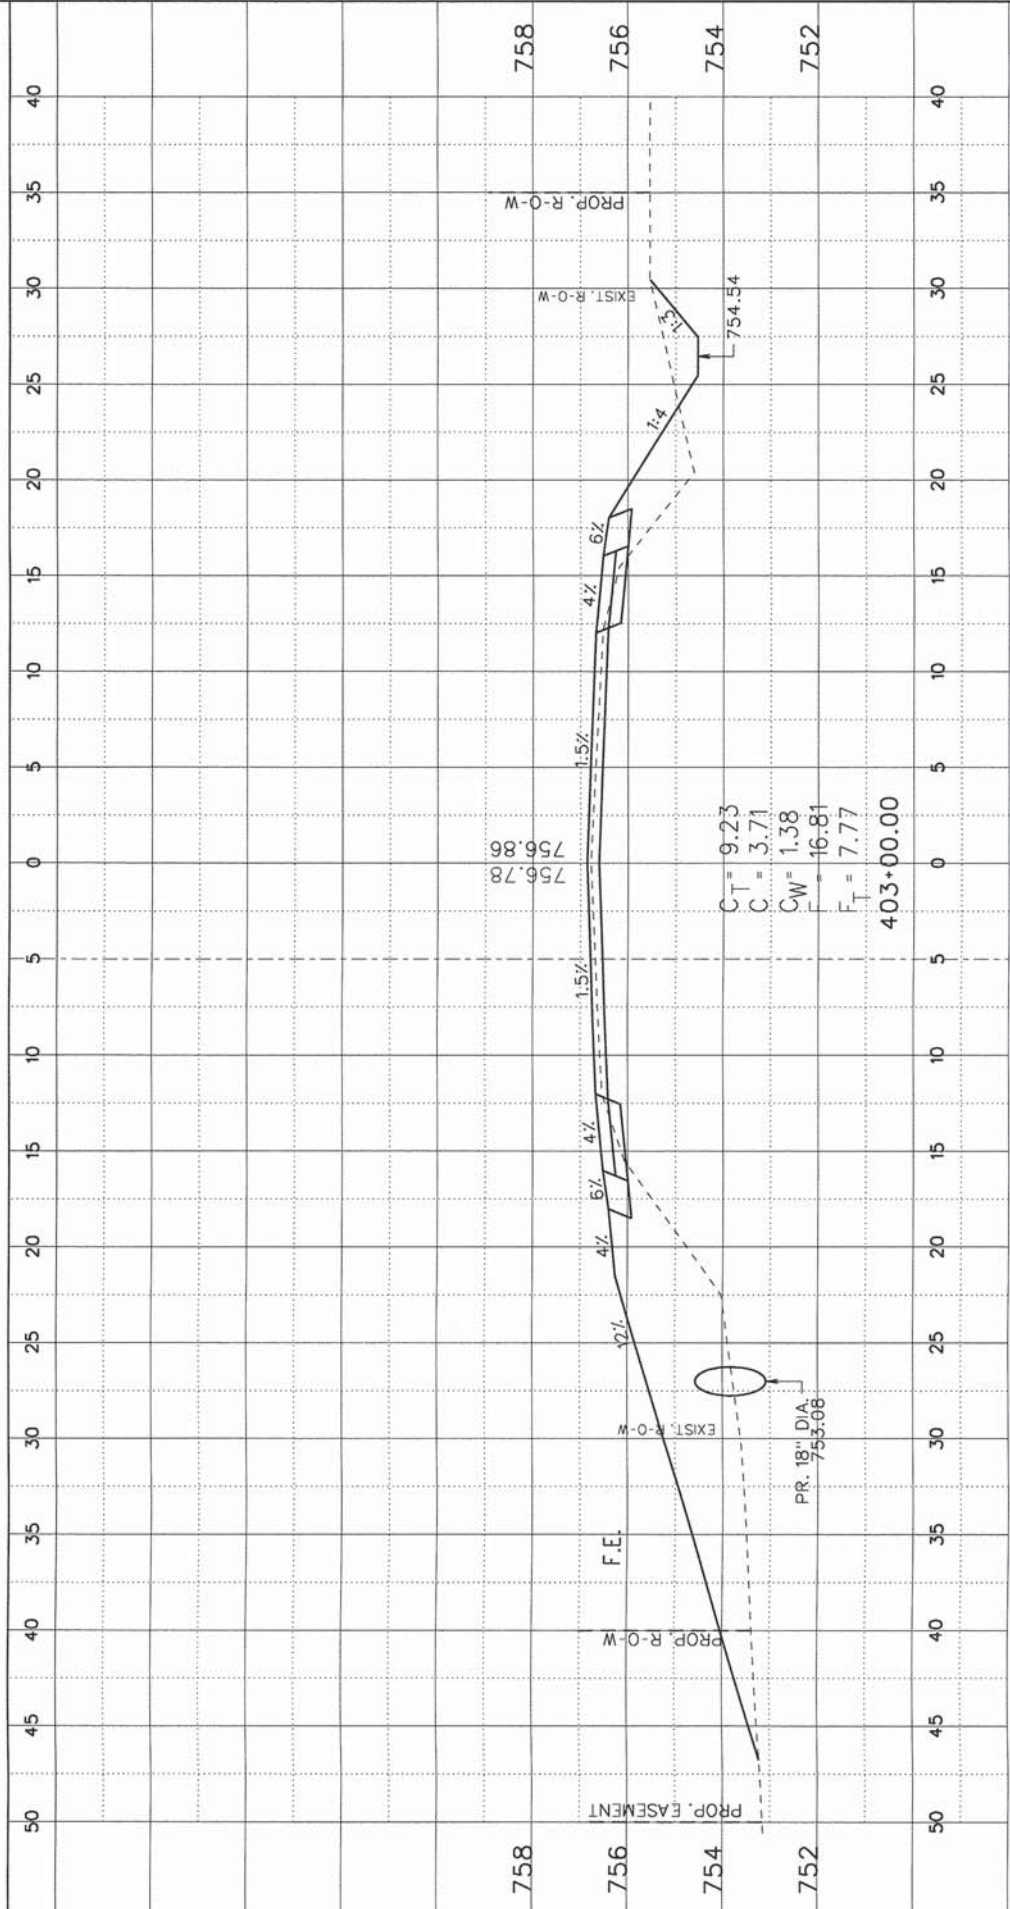 50 45 40 35 30 25 20 15 10 5 0 5 10 15 20 25 30 35 40
758 758
756 756
754 754
752 752
756.78 756.86
1.5% 1.5%
4% 4%
6% 6%
4%
12%
1:4
1:3
F.E.
PROP. EASEMENT
PROP. R-O-W
EXIST. R-O-W
EXIST. R-O-W
PROP. R-O-W
754.54
PR. 18" DIA.
753.08
CT= 9.23
C = 3.71
CW= 1.38
F = 16.81
FT = 7.77
403+00.00
50 45 40 35 30 25 20 15 10 5 0 5 10 15 20 25 30 35 40